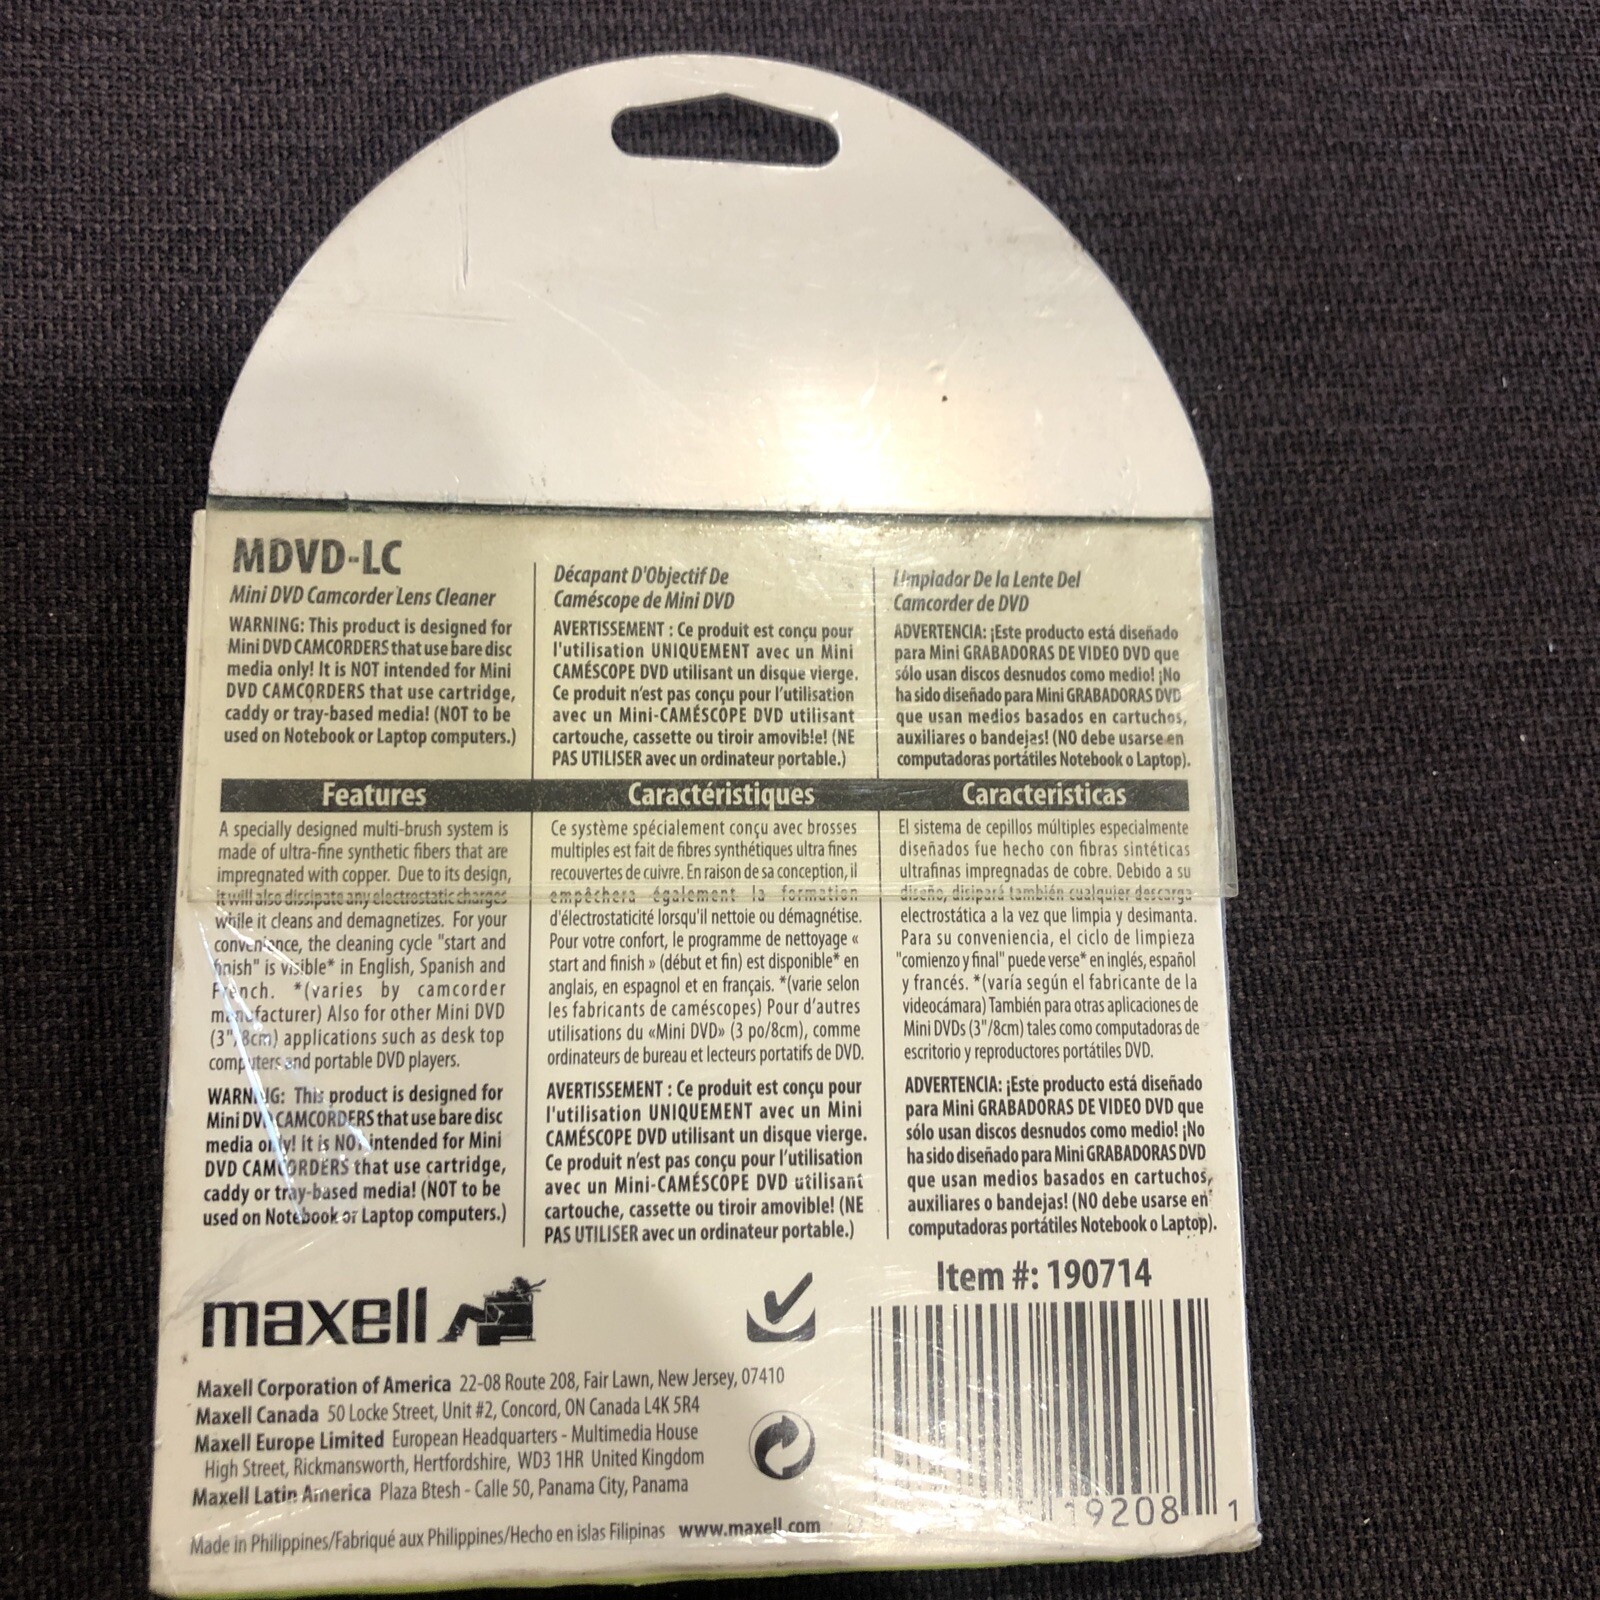 MDVD-LC
Mini DVD Camcorder Lens Cleaner
WARNING: This product is designed for
Mini DVD CAMCORDERS that use bare disc
media only! It is NOT intended for Mini
DVD CAMCORDERS that use cartridge,
caddy or tray-based media! (NOT to be
used on Notebook or Laptop computers.)
Features
A specially designed multi-brush system is
made of ultra-fine synthetic fibers that are
impregnated with copper. Due to its design,
it will also dissipate any electrostatic charges
while it cleans and demagnetizes. For your
convenience, the cleaning cycle "start and
finish" is visible* in English, Spanish and
French. *(varies by camcorder
manufacturer) Also for other Mini DVD
(3"/8cm) applications such as desk top
computers and portable DVD players.
WARNING: This product is designed for
Mini DVD CAMCORDERS that use bare disc
media only! It is NOT intended for Mini
DVD CAMCORDERS that use cartridge,
caddy or tray-based media! (NOT to be
used on Notebook or Laptop computers.)
Décapant D'Objectif De
Caméscope de Mini DVD
AVERTISSEMENT : Ce produit est conçu pour
l'utilisation UNIQUEMENT avec un Mini
CAMÉSCOPE DVD utilisant un disque vierge.
Ce produit n'est pas conçu pour l'utilisation
avec un Mini-CAMÉSCOPE DVD utilisant
cartouche, cassette ou tiroir amovible! (NE
PAS UTILISER avec un ordinateur portable.)
Caractéristiques
Ce système spécialement conçu avec brosses
multiples est fait de fibres synthétiques ultra fines
recouvertes de cuivre. En raison de sa conception, il
empêchera également la formation
d'électrostaticité lorsqu'il nettoie ou démagnétise.
Pour votre confort, le programme de nettoyage «
start and finish » (début et fin) est disponible* en
anglais, en espagnol et en français. *(varie selon
les fabricants de caméscopes) Pour d'autres
utilisations du «Mini DVD» (3 po/8cm), comme
ordinateurs de bureau et lecteurs portatifs de DVD.
AVERTISSEMENT : Ce produit est conçu pour
l'utilisation UNIQUEMENT avec un Mini
CAMÉSCOPE DVD utilisant un disque vierge.
Ce produit n'est pas conçu pour l'utilisation
avec un Mini-CAMÉSCOPE DVD utilisant
cartouche, cassette ou tiroir amovible! (NE
PAS UTILISER avec un ordinateur portable.)
Limpiador De la Lente Del
Camcorder de DVD
ADVERTENCIA: ¡Este producto está diseñado
para Mini GRABADORAS DE VIDEO DVD que
sólo usan discos desnudos como medio! ¡No
ha sido diseñado para Mini GRABADORAS DVD
que usan medios basados en cartuchos,
auxiliares o bandejas! (NO debe usarse en
computadoras portátiles Notebook o Laptop).
Caracteristicas
El sistema de cepillos múltiples especialmente
diseñados fue hecho con fibras sintéticas
ultrafinas impregnadas de cobre. Debido a su
diseño, disipará también cualquier descarga
electrostática a la vez que limpia y desimanta.
Para su conveniencia, el ciclo de limpieza
"comienzo y final" puede verse* en inglés, español
y francés. *(varía según el fabricante de la
videocámara) También para otras aplicaciones de
Mini DVDs (3"/8cm) tales como computadoras de
escritorio y reproductores portátiles DVD.
ADVERTENCIA: ¡Este producto está diseñado
para Mini GRABADORAS DE VIDEO DVD que
sólo usan discos desnudos como medio! ¡No
ha sido diseñado para Mini GRABADORAS DVD
que usan medios basados en cartuchos,
auxiliares o bandejas! (NO debe usarse en
computadoras portátiles Notebook o Laptop).
maxell
Item #: 190714
Maxell Corporation of America 22-08 Route 208, Fair Lawn, New Jersey, 07410
Maxell Canada 50 Locke Street, Unit #2, Concord, ON Canada L4K 5R4
Maxell Europe Limited European Headquarters - Multimedia House
High Street, Rickmansworth, Hertfordshire, WD3 1HR United Kingdom
Maxell Latin America Plaza Btesh - Calle 50, Panama City, Panama
Made in Philippines/Fabriqué aux Philippines/Hecho en islas Filipinas www.maxell.com
19208 1